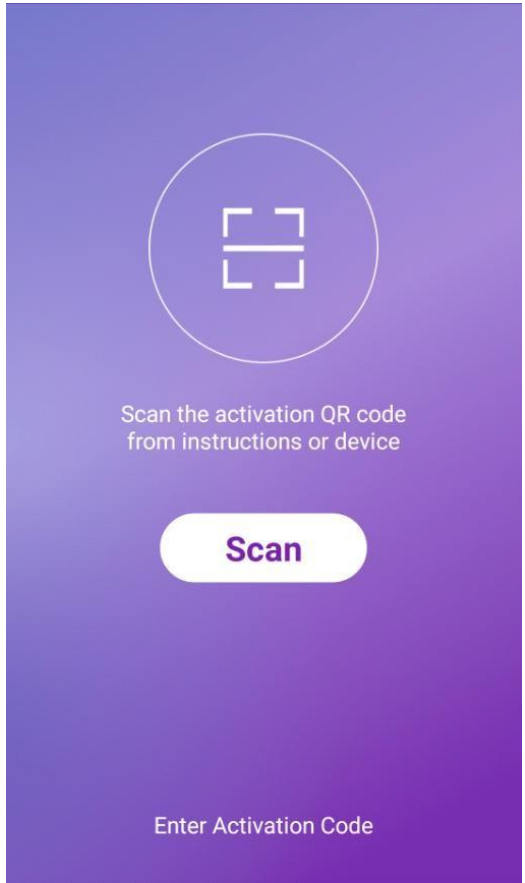 Scan the activation QR code
from instructions or device
Scan
Enter Activation Code